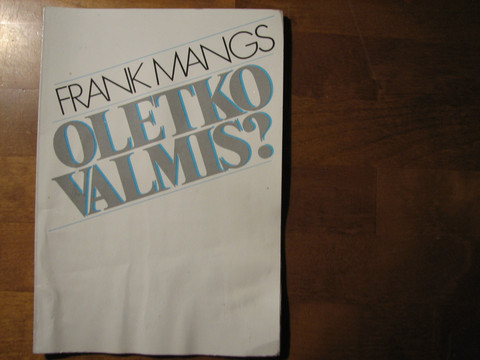 FRANK MANGS
OLETKO
VALMIS?